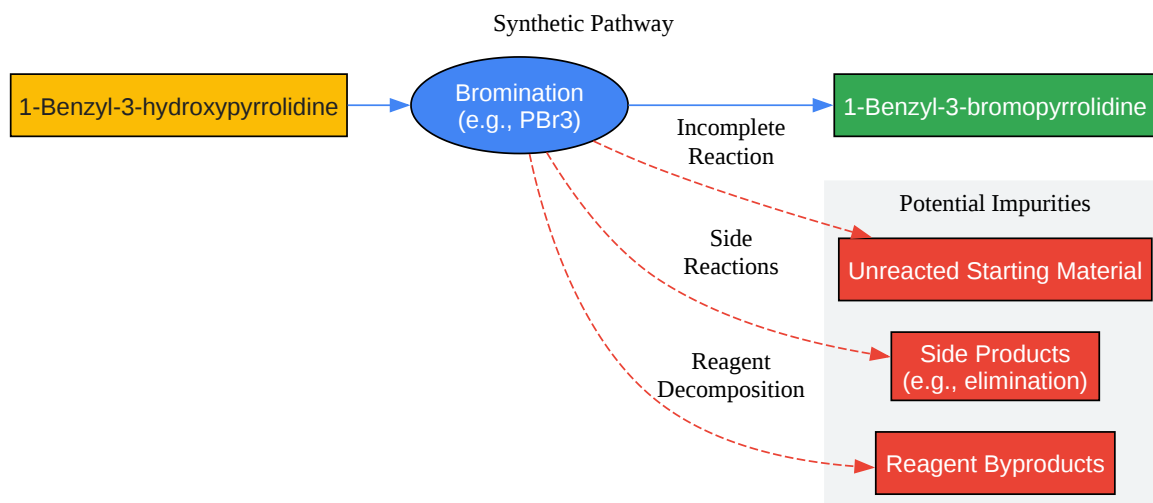 Synthetic Pathway
1-Benzyl-3-hydroxypyrrolidine
Bromination
(e.g., PBr3)
1-Benzyl-3-bromopyrrolidine
Incomplete
Reaction
Potential Impurities
Unreacted Starting Material
Side
Reactions
Side Products
(e.g., elimination)
Reagent
Decomposition
Reagent Byproducts